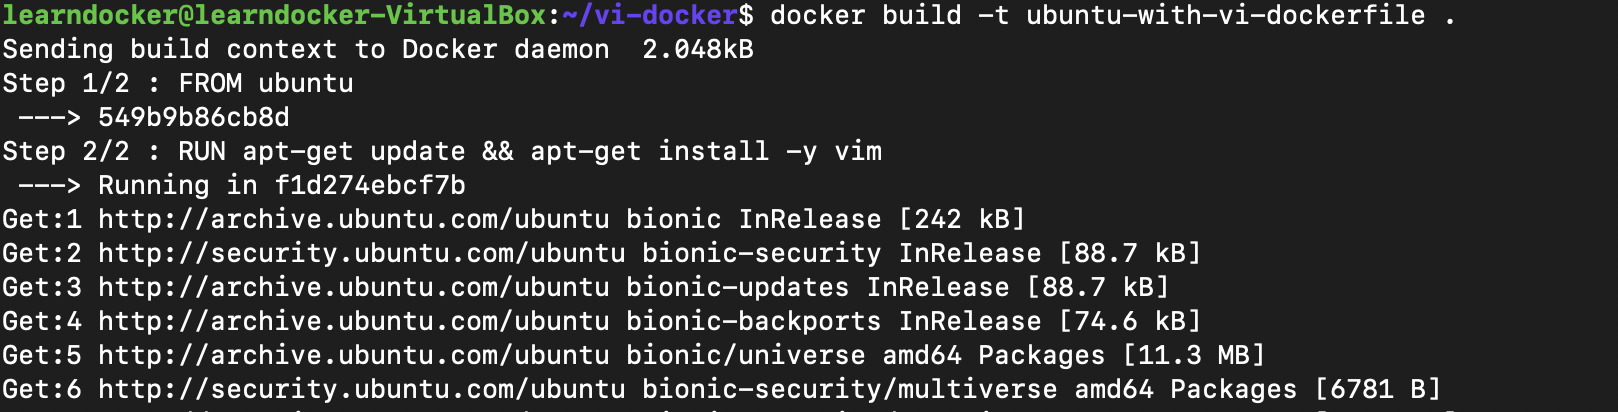 learndocker@learndocker-VirtualBox:~/vi-docker$ docker build -t ubuntu-with-vi-dockerfile .
Sending build context to Docker daemon  2.048kB
Step 1/2 : FROM ubuntu
 ---> 549b9b86cb8d
Step 2/2 : RUN apt-get update && apt-get install -y vim
 ---> Running in f1d274ebcf7b
Get:1 http://archive.ubuntu.com/ubuntu bionic InRelease [242 kB]
Get:2 http://security.ubuntu.com/ubuntu bionic-security InRelease [88.7 kB]
Get:3 http://archive.ubuntu.com/ubuntu bionic-updates InRelease [88.7 kB]
Get:4 http://archive.ubuntu.com/ubuntu bionic-backports InRelease [74.6 kB]
Get:5 http://archive.ubuntu.com/ubuntu bionic/universe amd64 Packages [11.3 MB]
Get:6 http://security.ubuntu.com/ubuntu bionic-security/multiverse amd64 Packages [6781 B]